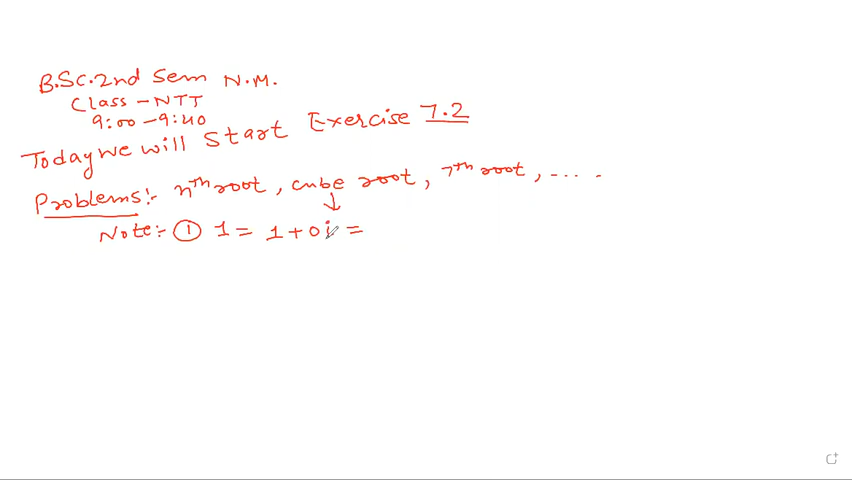 B.Sc. 2nd Sem N.M.
Class - NTT
9:00 - 9:40
Today we will Start Exercise 7.2
Problems:- nth root, cube root, 7th root, ... .
↓
Note:- ① 1 = 1 + 0i =